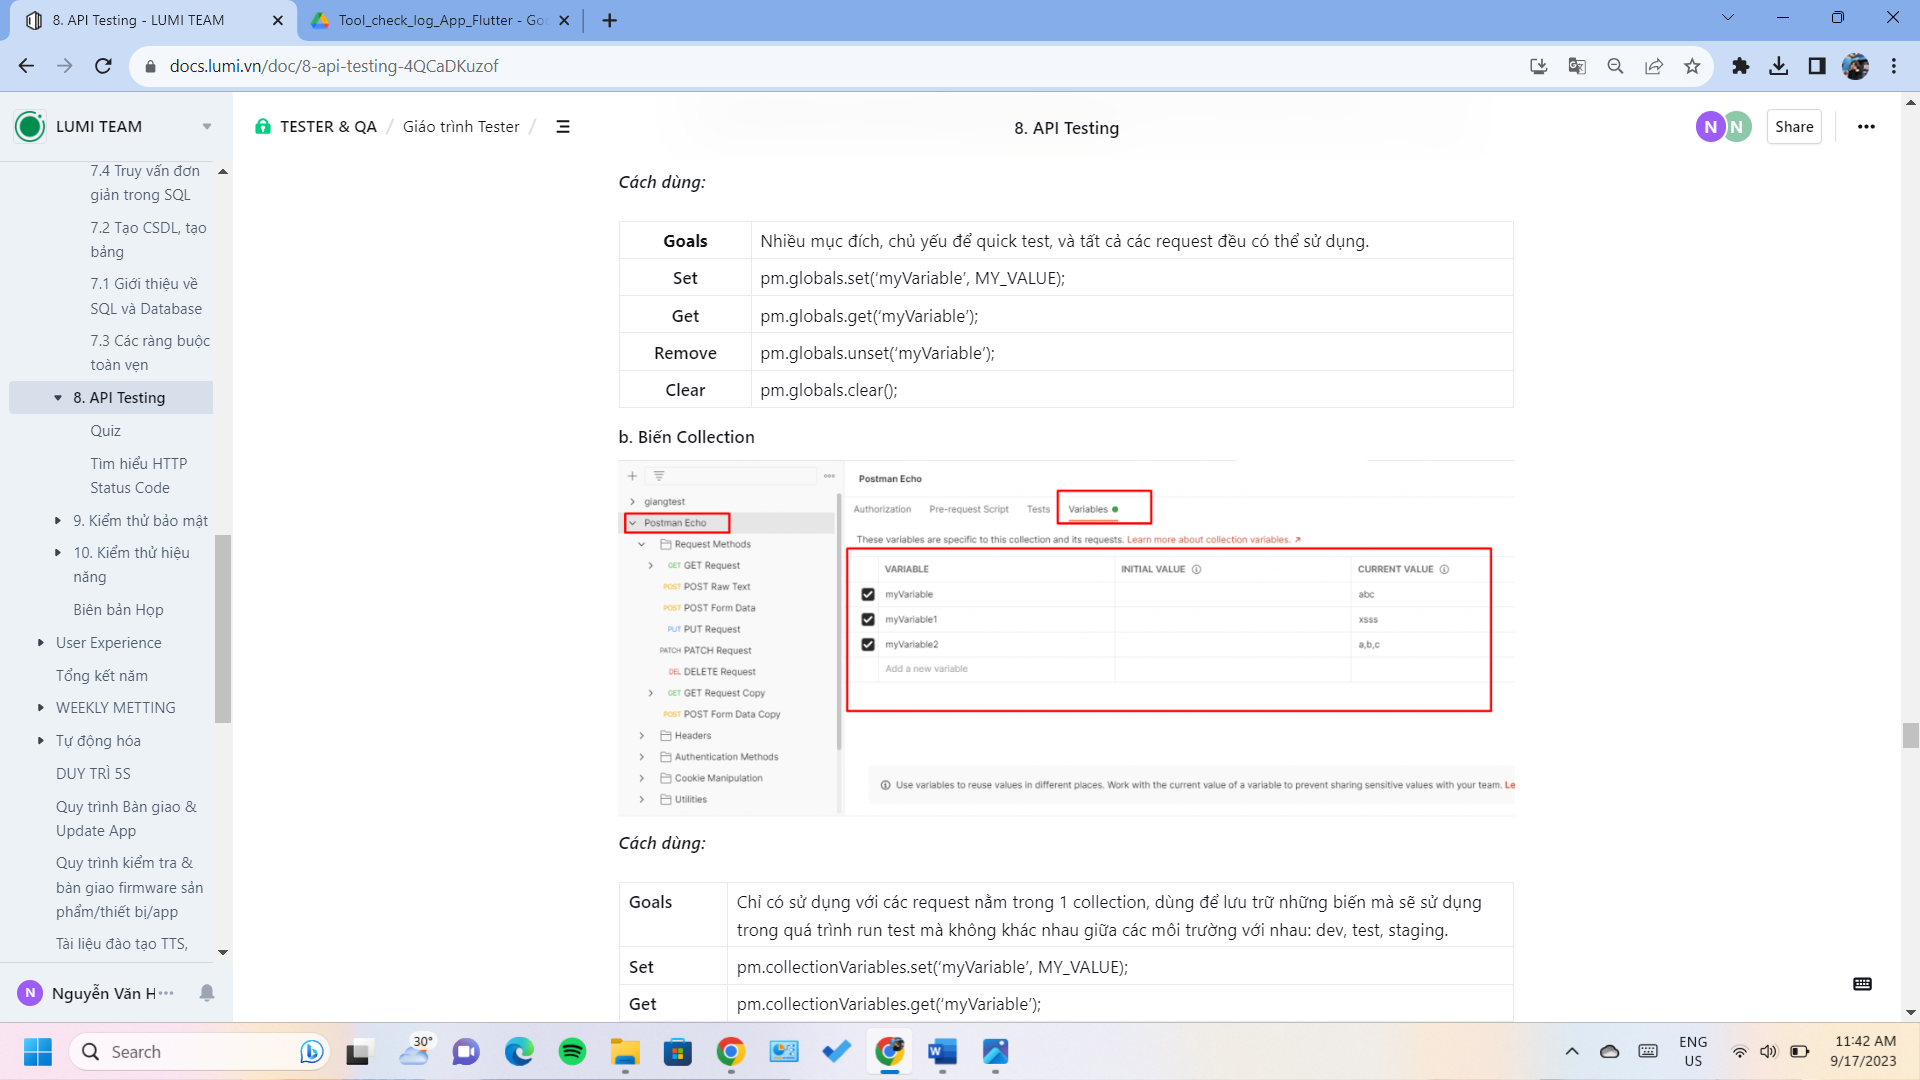 8. API Testing - LUMI TEAM
Tool_check_log_App_Flutter - Goo
docs.lumi.vn/doc/8-api-testing-4QCaDKuzof
LUMI TEAM
TESTER & QA / Giáo trình Tester /
8. API Testing
N N
Share
7.4 Truy vấn đơn
giản trong SQL
7.2 Tạo CSDL, tạo
bảng
7.1 Giới thiệu về
SQL và Database
7.3 Các ràng buộc
toàn vẹn
8. API Testing
Quiz
Tìm hiểu HTTP
Status Code
9. Kiểm thử bảo mật
10. Kiểm thử hiệu
năng
Biên bản Họp
User Experience
Tổng kết năm
WEEKLY METTING
Tự động hóa
DUY TRÌ 5S
Quy trình Bàn giao &
Update App
Quy trình kiểm tra &
bàn giao firmware sản
phẩm/thiết bị/app
Tài liệu đào tạo TTS,
N Nguyễn Văn H
Cách dùng:
Goals Nhiều mục đích, chủ yếu để quick test, và tất cả các request đều có thể sử dụng.
Set pm.globals.set(‘myVariable’, MY_VALUE);
Get pm.globals.get(‘myVariable’);
Remove pm.globals.unset(‘myVariable’);
Clear pm.globals.clear();
b. Biến Collection
giangtest
Postman Echo
Request Methods
GET GET Request
POST POST Raw Text
POST POST Form Data
PUT PUT Request
PATCH PATCH Request
DEL DELETE Request
GET GET Request Copy
POST POST Form Data Copy
Headers
Authentication Methods
Cookie Manipulation
Utilities
Postman Echo
Authorization Pre-request Script Tests Variables
These variables are specific to this collection and its requests. Learn more about collection variables. ↗
VARIABLE INITIAL VALUE CURRENT VALUE
myVariable abc
myVariable1 xsss
myVariable2 a,b,c
Add a new variable
Use variables to reuse values in different places. Work with the current value of a variable to prevent sharing sensitive values with your team. Le
Cách dùng:
Goals Chỉ có sử dụng với các request nằm trong 1 collection, dùng để lưu trữ những biến mà sẽ sử dụng
trong quá trình run test mà không khác nhau giữa các môi trường với nhau: dev, test, staging.
Set pm.collectionVariables.set(‘myVariable’, MY_VALUE);
Get pm.collectionVariables.get(‘myVariable’);
Search
30°
ENG
US
11:42 AM
9/17/2023